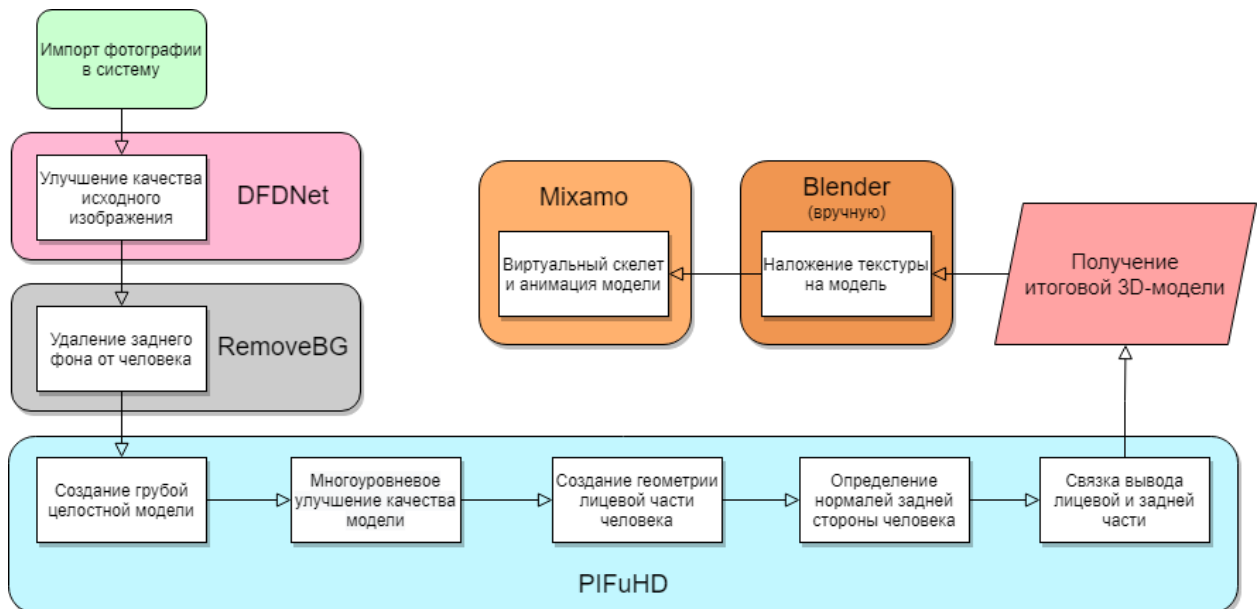 Импорт фотографии
в систему
Улучшение качества
исходного
изображения
DFDNet
Удаление заднего
фона от человека
RemoveBG
Mixamo
Виртуальный скелет
и анимация модели
Blender
(вручную)
Наложение текстуры
на модель
Получение
итоговой 3D-модели
Создание грубой
целостной модели
Многоуровневое
улучшение качества
модели
Создание геометрии
лицевой части
человека
Определение
нормалей задней
стороны человека
Связка вывода
лицевой и задней
части
PIFuHD